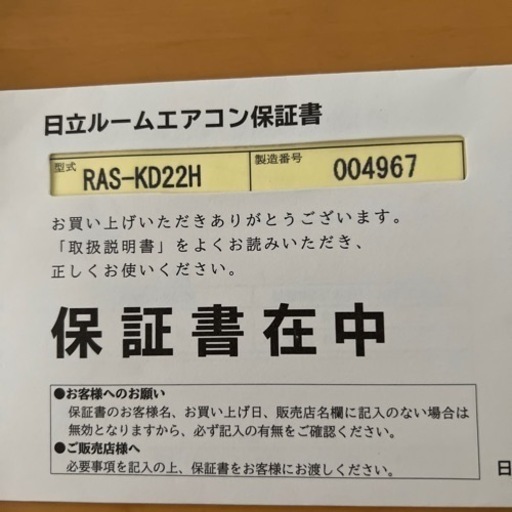 日立ルームエアコン保証書
型式 RAS-KD22H 製造番号 004967
お買い上げいただきありがとうございます。
「取扱説明書」をよくお読みいただき、
正しくお使いください。
保証書在中
●お客様へのお願い
保証書のお客様名、お買い上げ日、販売店名欄に記入のない場合は
無効となりますから、必ず記入の有無をご確認ください。
●ご販売店様へ
必要事項を記入の上、保証書をお客様にお渡しください。
日